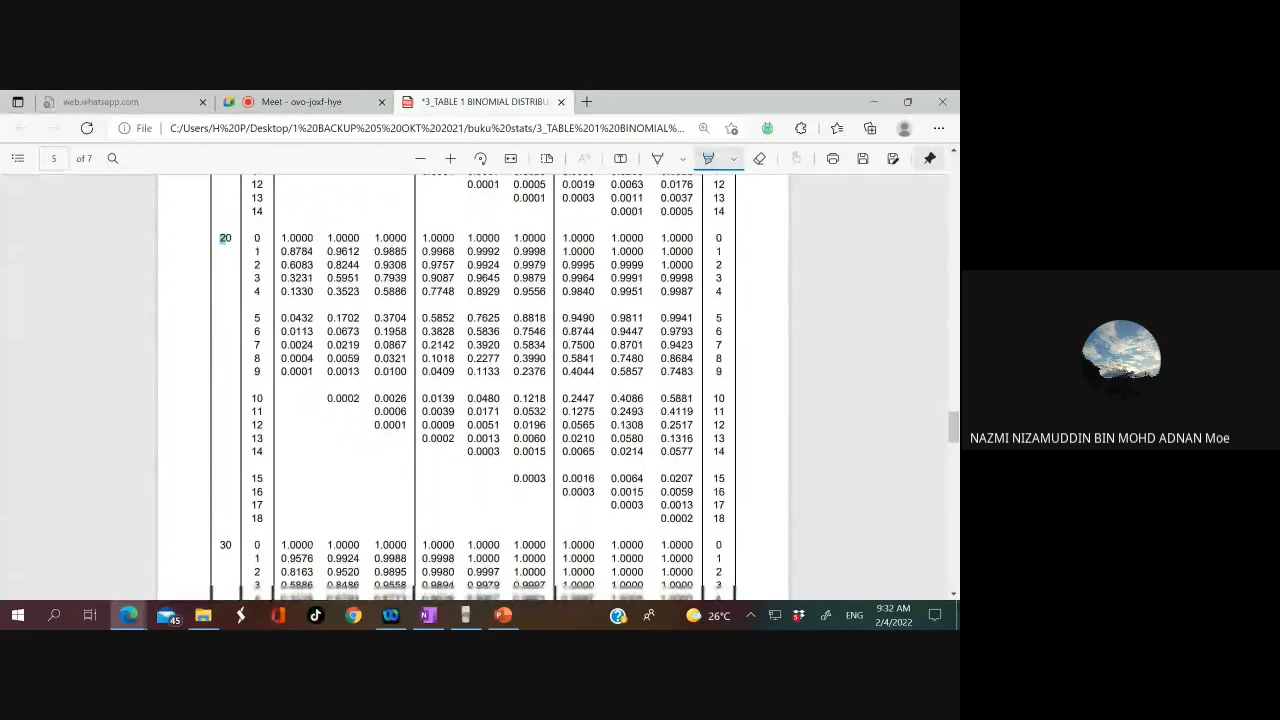 web.whatsapp.com Meet - ovo-joxf-hye *3_TABLE 1 BINOMIAL DISTRIBU
File C:/Users/H%20P/Desktop/1%20BACKUP%205%20OKT%202021/buku%20stats/3_TABLE%201%20BINOMIAL%...
5 of 7
12 0.0001 0.0005 0.0019 0.0063 0.0176 12
13 0.0001 0.0003 0.0011 0.0037 13
14 0.0001 0.0005 14
20 0 1.0000 1.0000 1.0000 1.0000 1.0000 1.0000 1.0000 1.0000 1.0000 0
1 0.8784 0.9612 0.9885 0.9968 0.9992 0.9998 1.0000 1.0000 1.0000 1
2 0.6083 0.8244 0.9308 0.9757 0.9924 0.9979 0.9995 0.9999 1.0000 2
3 0.3231 0.5951 0.7939 0.9087 0.9645 0.9879 0.9964 0.9991 0.9998 3
4 0.1330 0.3523 0.5886 0.7748 0.8929 0.9556 0.9840 0.9951 0.9987 4
5 0.0432 0.1702 0.3704 0.5852 0.7625 0.8818 0.9490 0.9811 0.9941 5
6 0.0113 0.0673 0.1958 0.3828 0.5836 0.7546 0.8744 0.9447 0.9793 6
7 0.0024 0.0219 0.0867 0.2142 0.3920 0.5834 0.7500 0.8701 0.9423 7
8 0.0004 0.0059 0.0321 0.1018 0.2277 0.3990 0.5841 0.7480 0.8684 8
9 0.0001 0.0013 0.0100 0.0409 0.1133 0.2376 0.4044 0.5857 0.7483 9
10 0.0002 0.0026 0.0139 0.0480 0.1218 0.2447 0.4086 0.5881 10
11 0.0006 0.0039 0.0171 0.0532 0.1275 0.2493 0.4119 11
12 0.0001 0.0009 0.0051 0.0196 0.0565 0.1308 0.2517 12
13 0.0002 0.0013 0.0060 0.0210 0.0580 0.1316 13
14 0.0003 0.0015 0.0065 0.0214 0.0577 14
15 0.0003 0.0016 0.0064 0.0207 15
16 0.0003 0.0015 0.0059 16
17 0.0003 0.0013 17
18 0.0002 18
30 0 1.0000 1.0000 1.0000 1.0000 1.0000 1.0000 1.0000 1.0000 1.0000 0
1 0.9576 0.9924 0.9988 0.9998 1.0000 1.0000 1.0000 1.0000 1.0000 1
2 0.8163 0.9520 0.9895 0.9980 0.9997 1.0000 1.0000 1.0000 1.0000 2
3 0.5886 0.8486 0.9558 0.9894 0.9979 0.9997 1.0000 1.0000 1.0000 3
NAZMI NIZAMUDDIN BIN MOHD ADNAN Moe
45 26°C 5 ENG 9:32 AM
2/4/2022